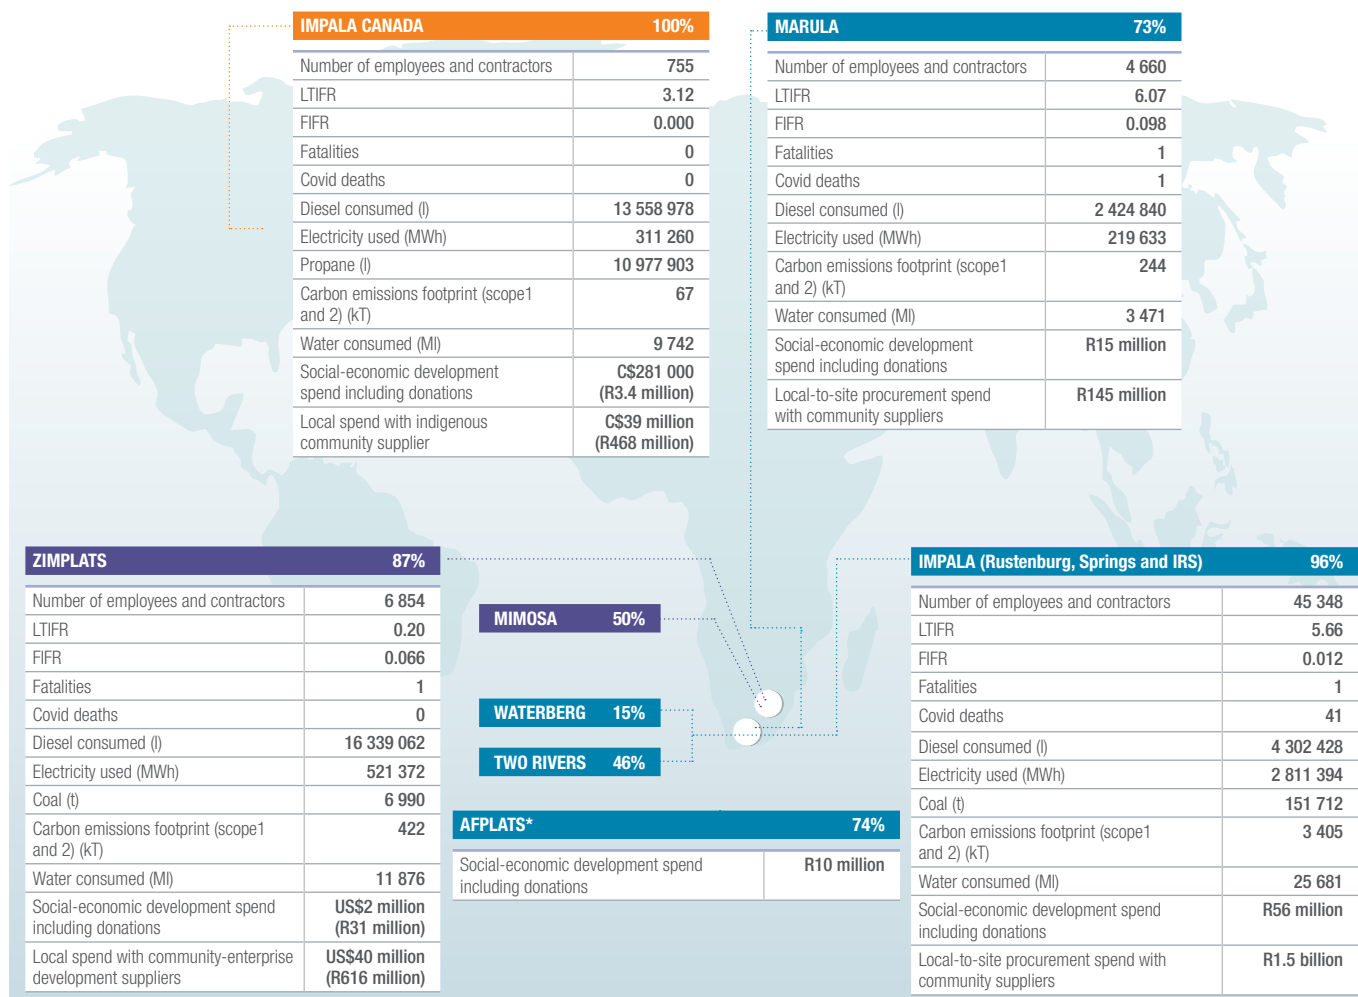 IMPALA CANADA 100%
Number of employees and contractors 755
LTIFR 3.12
FIFR 0.000
Fatalities 0
Covid deaths 0
Diesel consumed (l) 13 558 978
Electricity used (MWh) 311 260
Propane (l) 10 977 903
Carbon emissions footprint (scope1 67
and 2) (kT)
Water consumed (Ml) 9 742
Social-economic development C$281 000
spend including donations (R3.4 million)
Local spend with indigenous C$39 million
community supplier (R468 million)
MARULA 73%
Number of employees and contractors 4 660
LTIFR 6.07
FIFR 0.098
Fatalities 1
Covid deaths 1
Diesel consumed (l) 2 424 840
Electricity used (MWh) 219 633
Carbon emissions footprint (scope1 244
and 2) (kT)
Water consumed (Ml) 3 471
Social-economic development R15 million
spend including donations
Local-to-site procurement spend R145 million
with community suppliers
ZIMPLATS 87%
Number of employees and contractors 6 854
LTIFR 0.20
FIFR 0.066
Fatalities 1
Covid deaths 0
Diesel consumed (l) 16 339 062
Electricity used (MWh) 521 372
Coal (t) 6 990
Carbon emissions footprint (scope1 422
and 2) (kT)
Water consumed (Ml) 11 876
Social-economic development spend US$2 million
including donations (R31 million)
Local spend with community-enterprise US$40 million
development suppliers (R616 million)
MIMOSA 50%
WATERBERG 15%
TWO RIVERS 46%
AFPLATS* 74%
Social-economic development spend R10 million
including donations
IMPALA (Rustenburg, Springs and IRS) 96%
Number of employees and contractors 45 348
LTIFR 5.66
FIFR 0.012
Fatalities 1
Covid deaths 41
Diesel consumed (l) 4 302 428
Electricity used (MWh) 2 811 394
Coal (t) 151 712
Carbon emissions footprint (scope1 3 405
and 2) (kT)
Water consumed (Ml) 25 681
Social-economic development spend R56 million
including donations
Local-to-site procurement spend with R1.5 billion
community suppliers